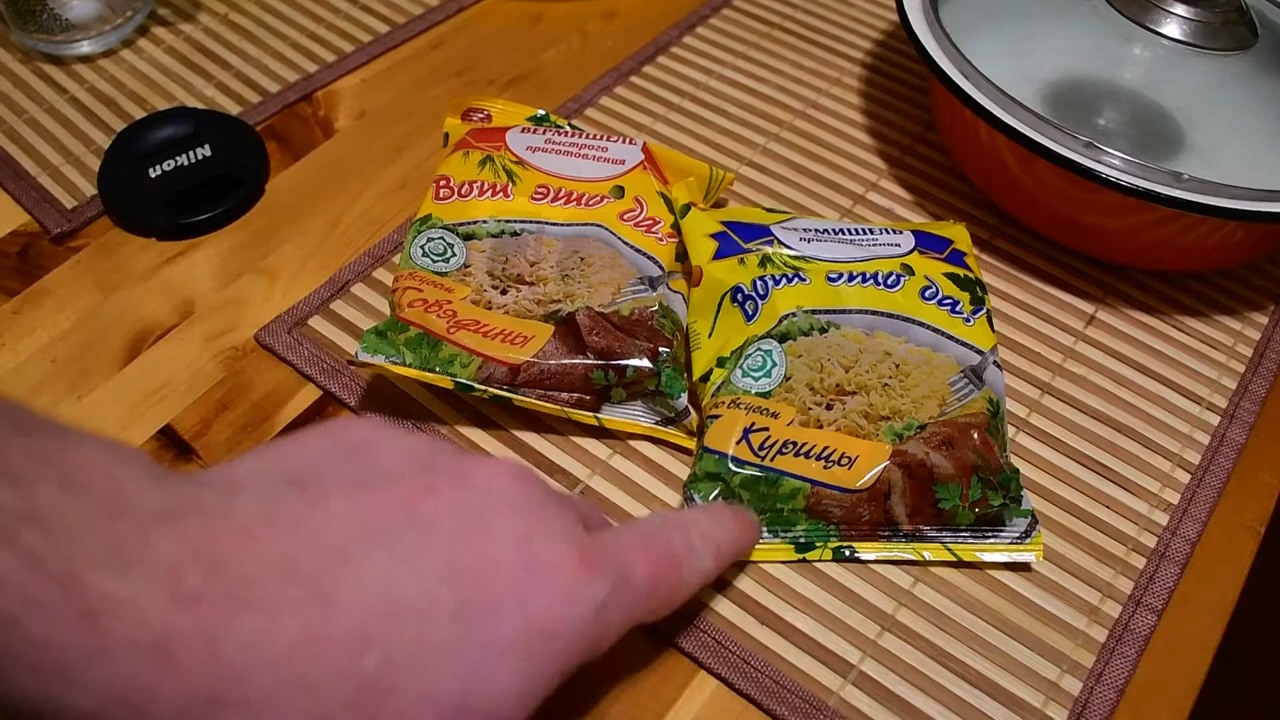 Nikon
ВЕРМИШЕЛЬ
быстрого
приготовления
Вот это да!
со вкусом
Говядины
ВЕРМИШЕЛЬ
быстрого
приготовления
Вот это да!
со вкусом
Курицы